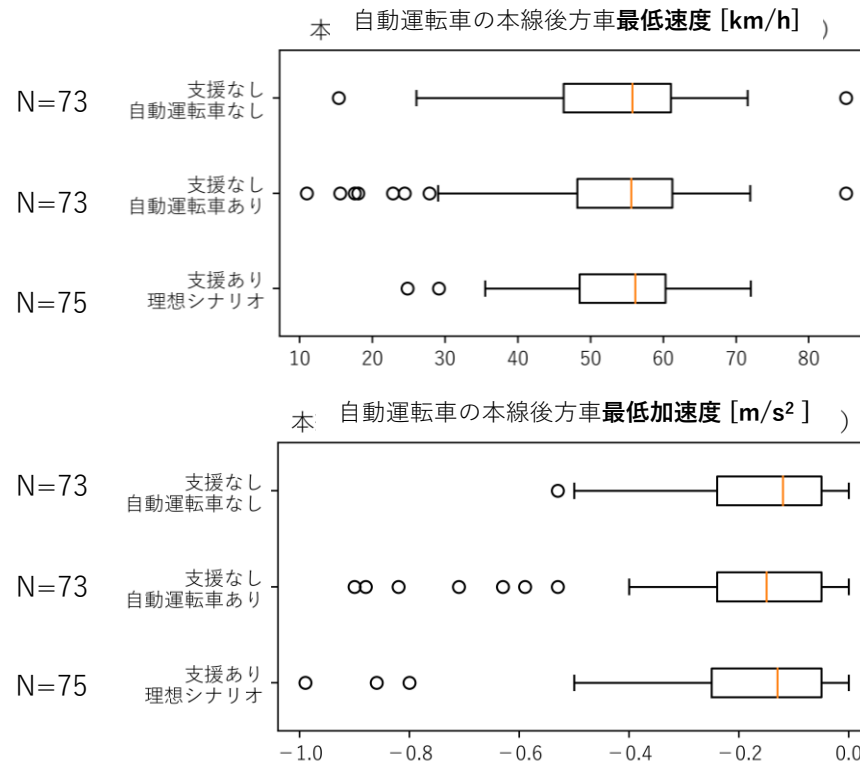 本 自動運転車の本線後方車最低速度 [km/h] )
N=73 支援なし
自動運転車なし
N=73 支援なし
自動運転車あり
N=75 支援あり
理想シナリオ
10 20 30 40 50 60 70 80
本 自動運転車の本線後方車最低加速度 [m/s² ] )
N=73 支援なし
自動運転車なし
N=73 支援なし
自動運転車あり
N=75 支援あり
理想シナリオ
−1.0 −0.8 −0.6 −0.4 −0.2 0.0